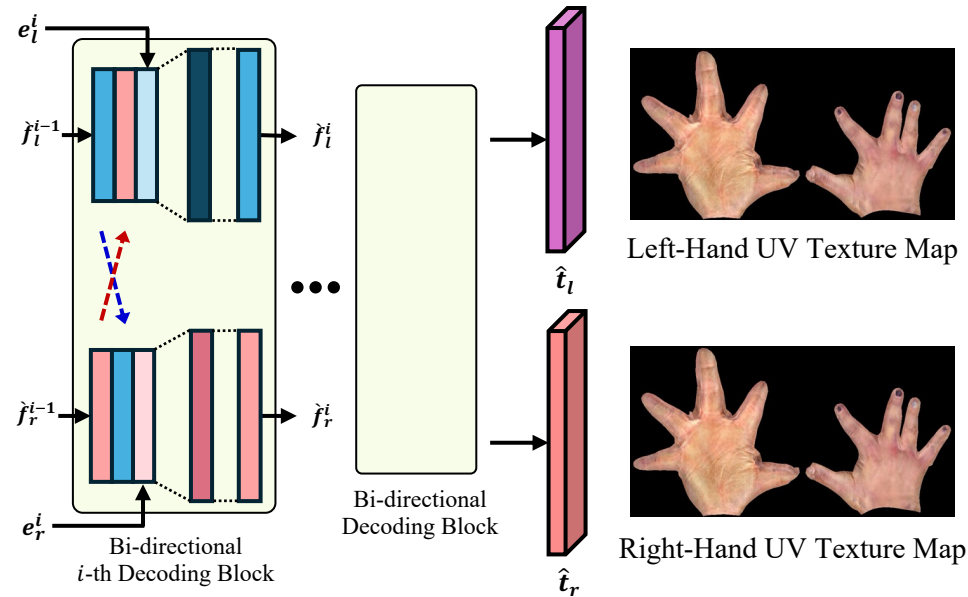 e_l^i
f̀_l^{i-1}
f̀_l^i
t̂_l
Left-Hand UV Texture Map
f̀_r^{i-1}
f̀_r^i
e_r^i
Bi-directional
i-th Decoding Block
Bi-directional
Decoding Block
t̂_r
Right-Hand UV Texture Map